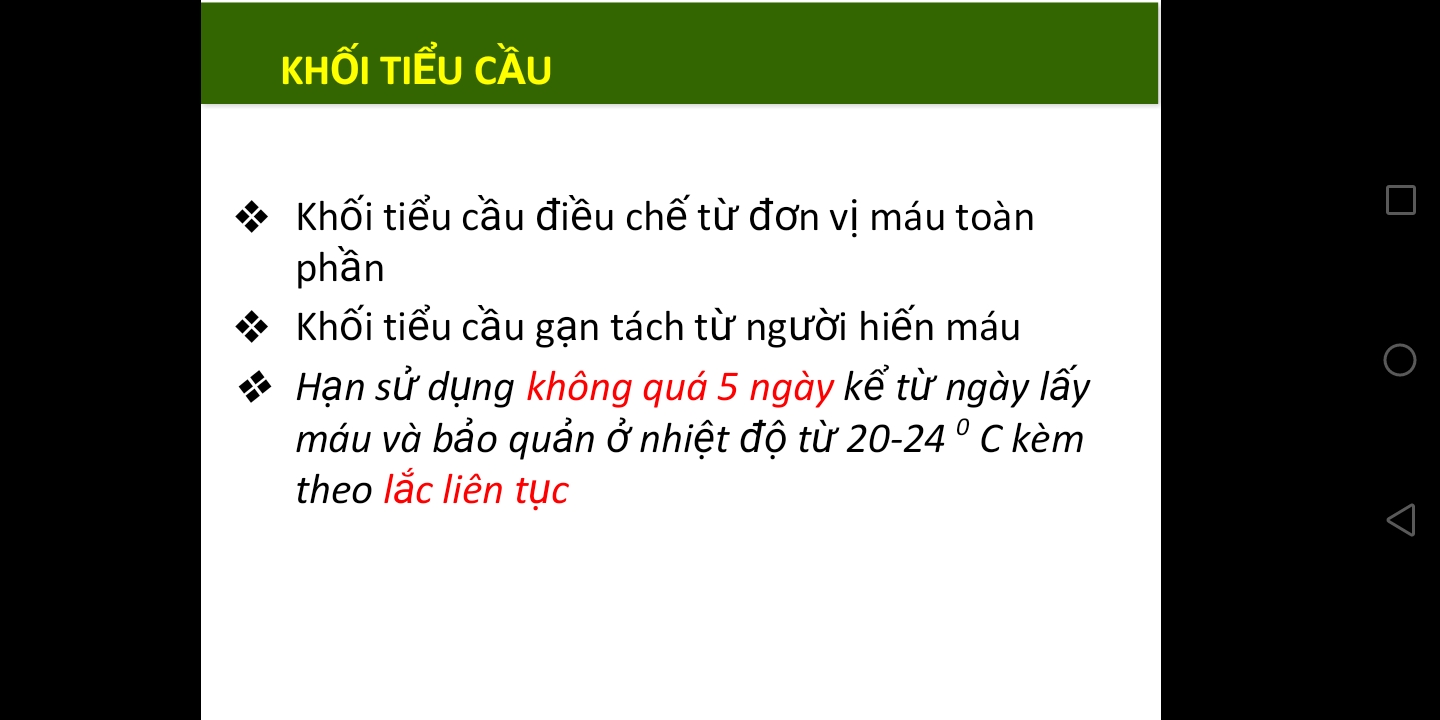 KHỐI TIỂU CẦU
❖ Khối tiểu cầu điều chế từ đơn vị máu toàn
phần
❖ Khối tiểu cầu gạn tách từ người hiến máu
❖ Hạn sử dụng không quá 5 ngày kể từ ngày lấy
máu và bảo quản ở nhiệt độ từ 20-24 ⁰ C kèm
theo lắc liên tục